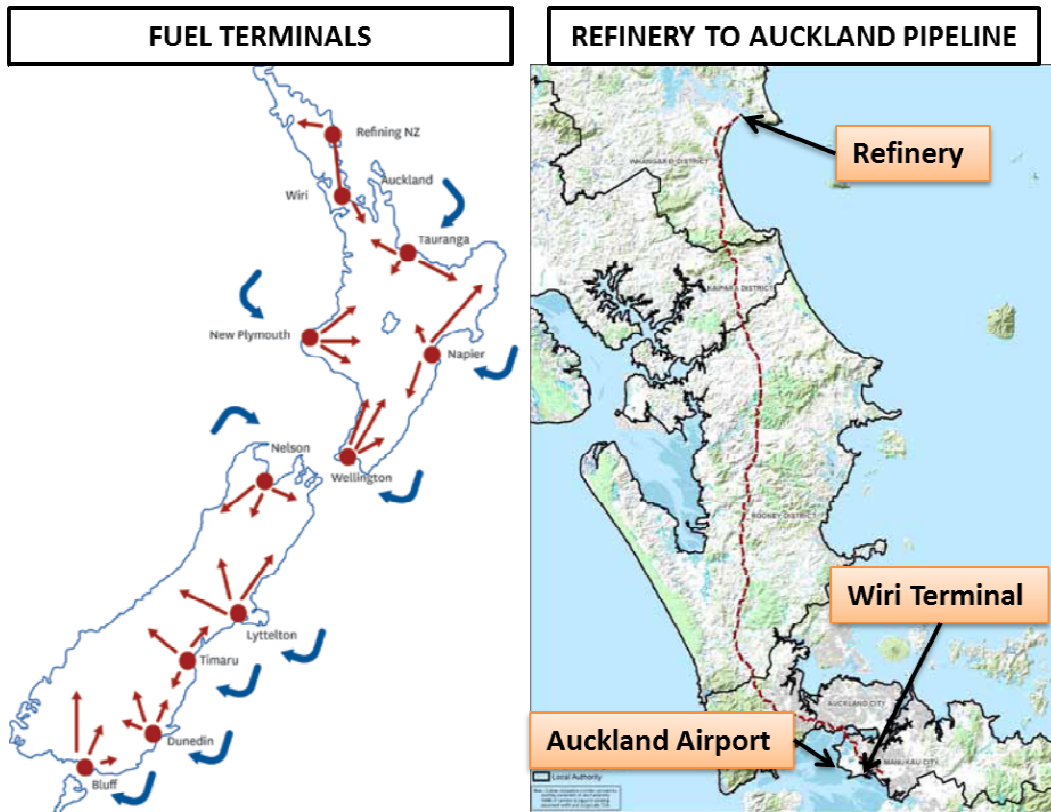 FUEL TERMINALS
Refining NZ
Auckland
Wiri
Tauranga
New Plymouth
Napier
Nelson
Wellington
Lyttelton
Timaru
Dunedin
Bluff
REFINERY TO AUCKLAND PIPELINE
Refinery
WHANGAREI DISTRICT
KAIPARA DISTRICT
RODNEY DISTRICT
Wiri Terminal
AUCKLAND CITY
Auckland Airport
MANUKAU CITY
Local Authority